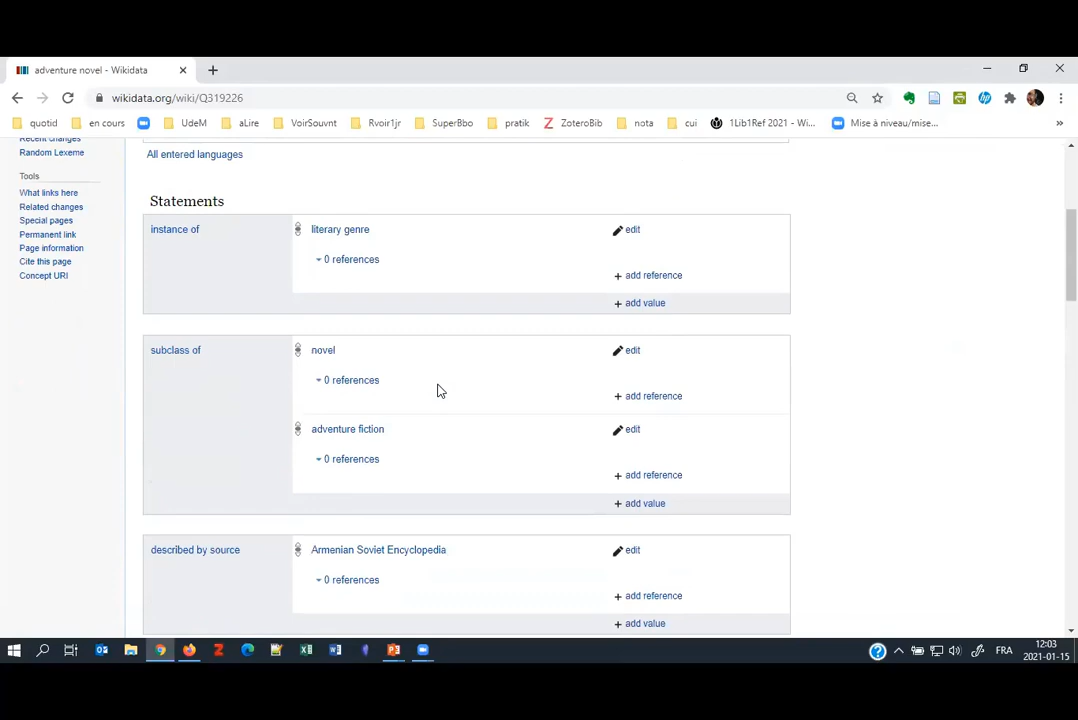 adventure novel - Wikidata
wikidata.org/wiki/Q319226
quotid en cours UdeM aLire VoirSouvnt Rvoir1jr SuperBbo pratik ZoteroBib nota cui 1Lib1Ref 2021 - Wi... Mise à niveau/mise... »
Recent changes
Random Lexeme
Tools
What links here
Related changes
Special pages
Permanent link
Page information
Cite this page
Concept URI
All entered languages
Statements
instance of
literary genre
edit
0 references
+ add reference
+ add value
subclass of
novel
edit
0 references
+ add reference
adventure fiction
edit
0 references
+ add reference
+ add value
described by source
Armenian Soviet Encyclopedia
edit
0 references
+ add reference
+ add value
FRA
12:03
2021-01-15